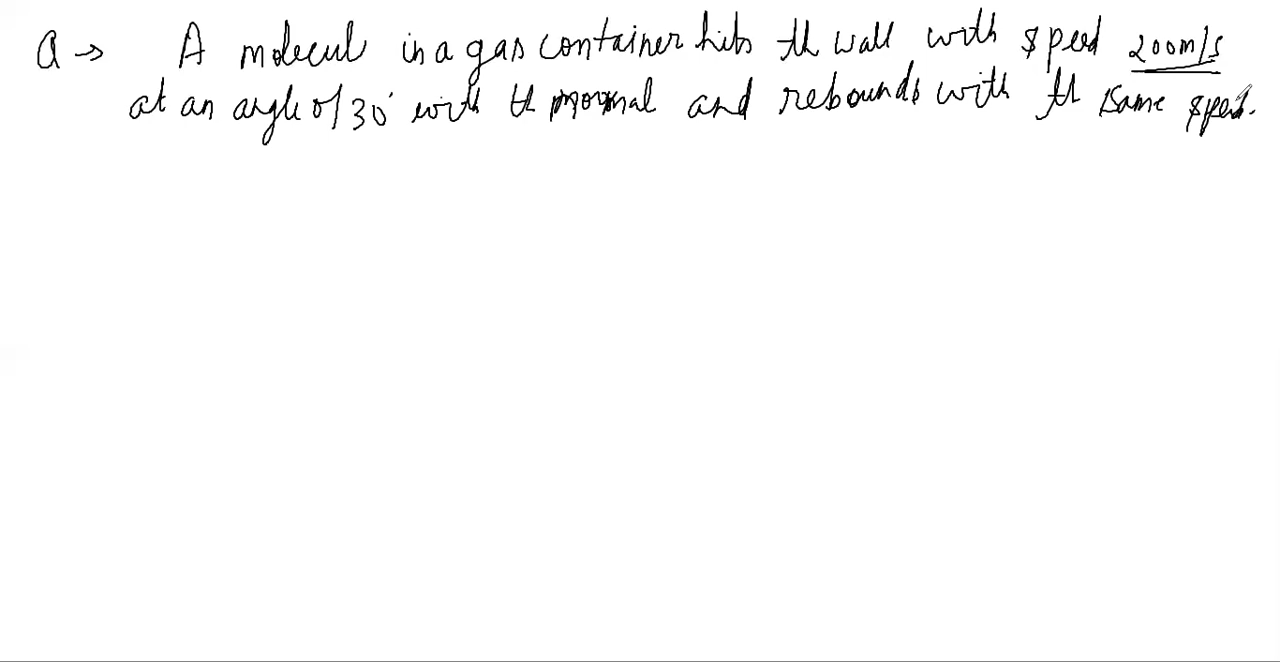 Q → A molecul in a gas container hits th wall with speed 200m/s
at an angle of 30° with th normal and rebounds with th same speed.